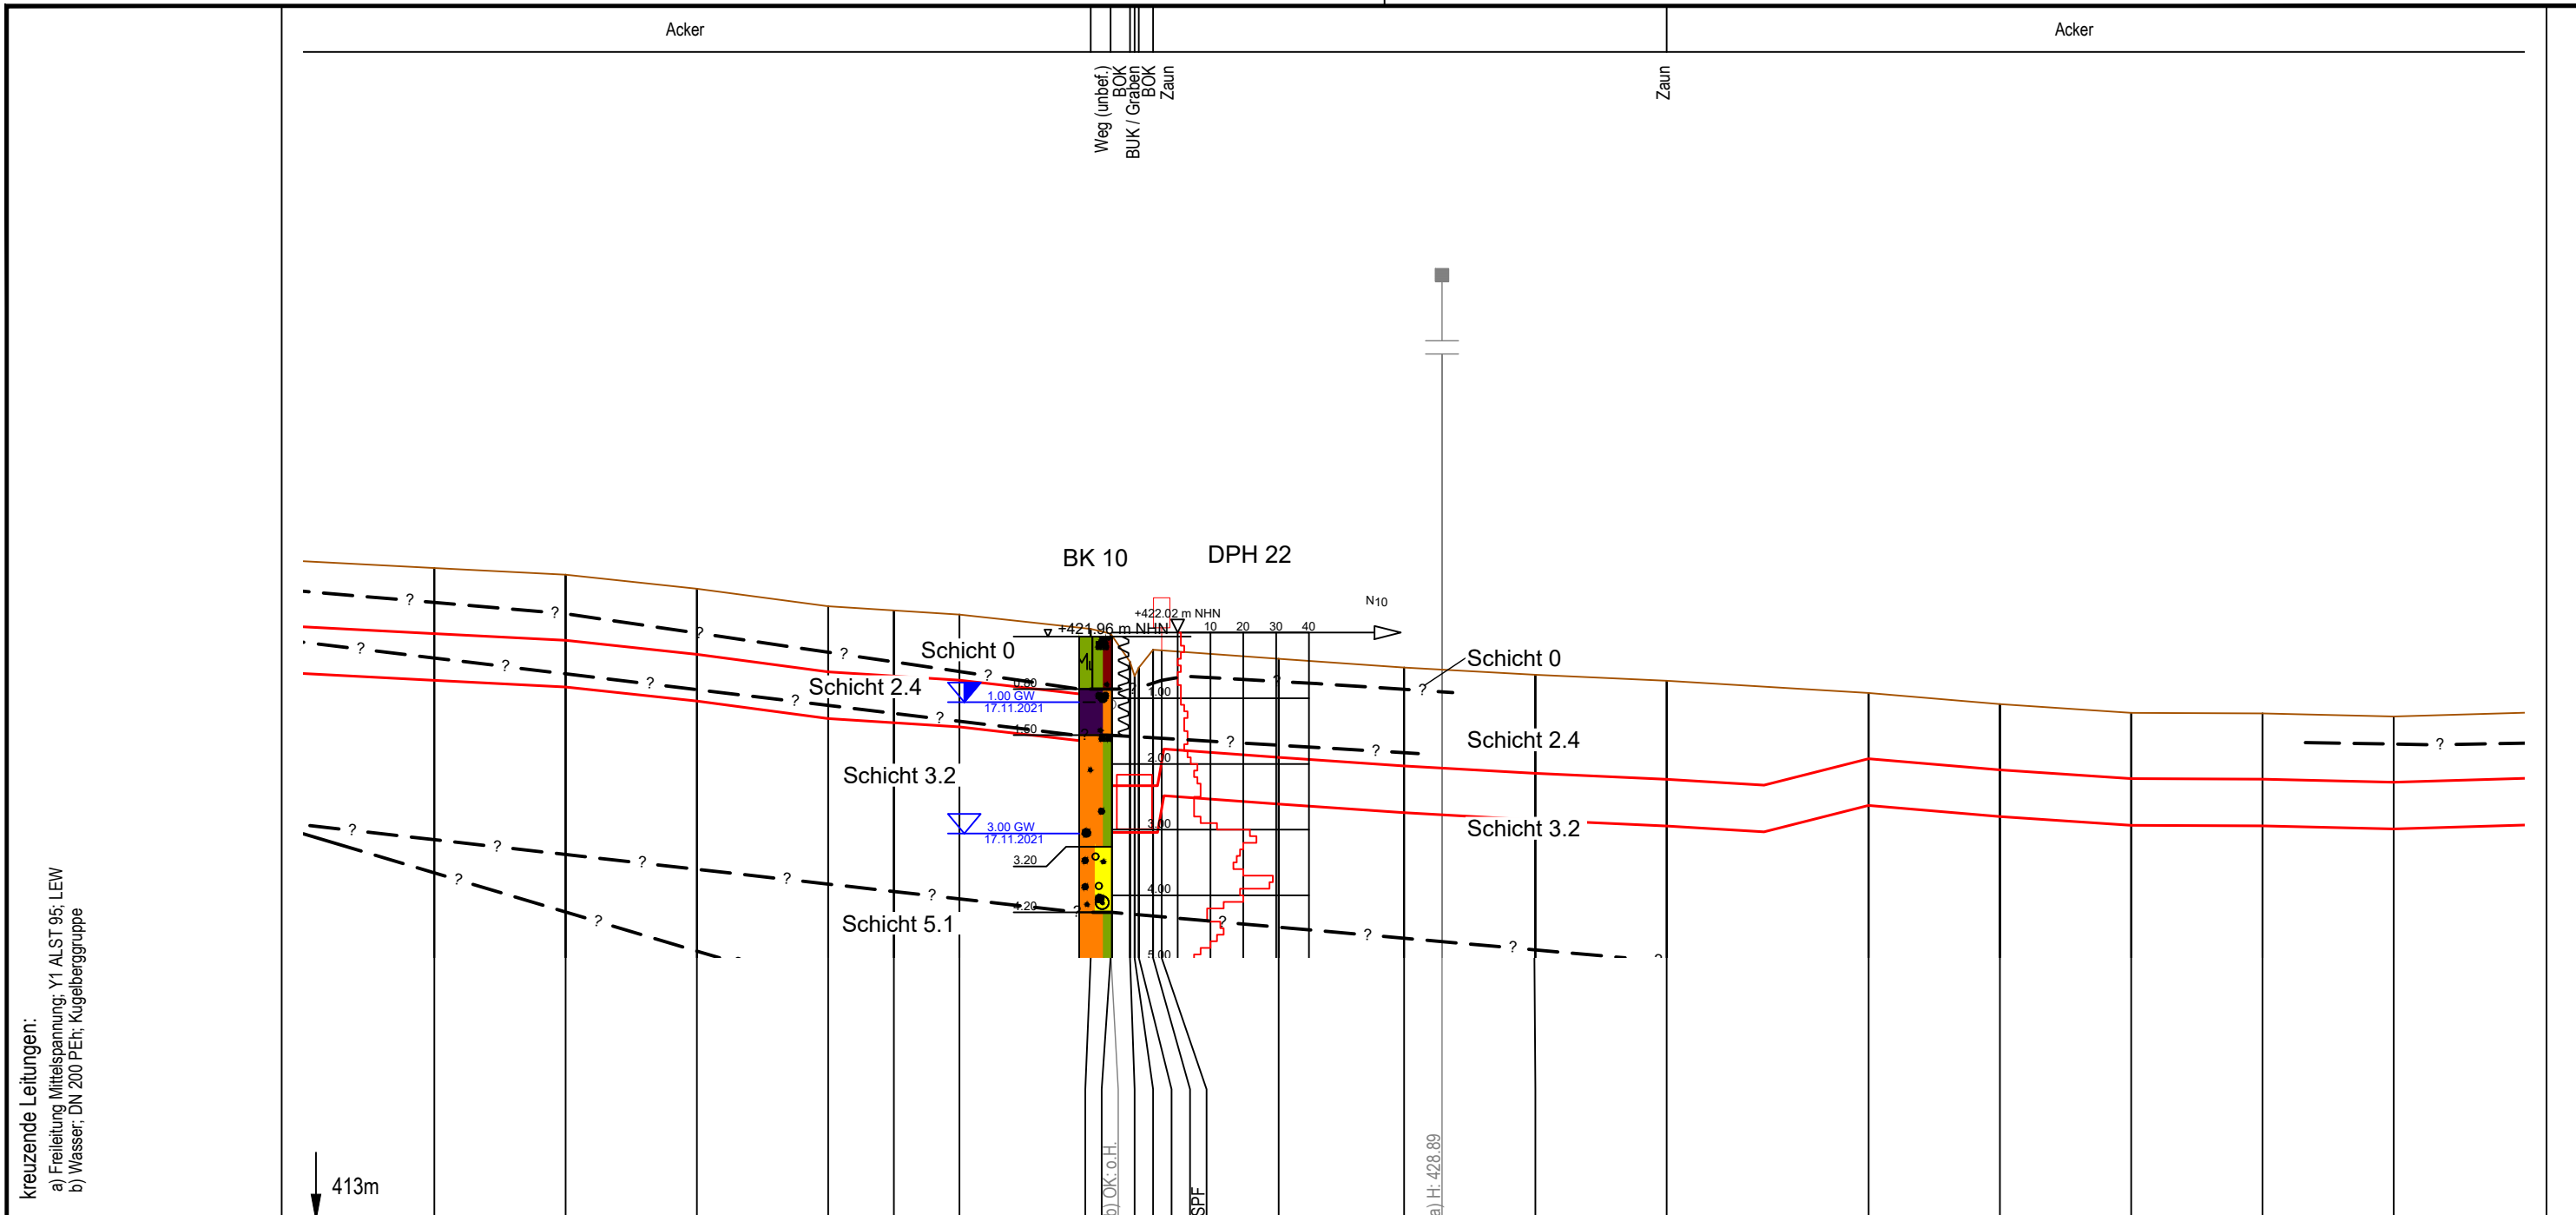 Acker
Acker
Weg (unbef.)
BOK
BUK / Graben
BOK
Zaun
Zaun
BK 10
DPH 22
N10
+422.02 m NHN
+421.96 m NHN
10 20 30 40
Schicht 0
Schicht 0
Schicht 2.4
0.80
1.00 GW
17.11.2021
1.00
1.50
Schicht 2.4
2.00
Schicht 3.2
3.00 GW
17.11.2021
3.00
Schicht 3.2
3.20
4.00
4.20
Schicht 5.1
5.00
kreuzende Leitungen:
a) Freileitung Mittelspannung; Y1 ALST 95; LEW
b) Wasser; DN 200 PEh; Kugelberggruppe
413m
b) OK: o.H.
SPF
a) H: 428.89